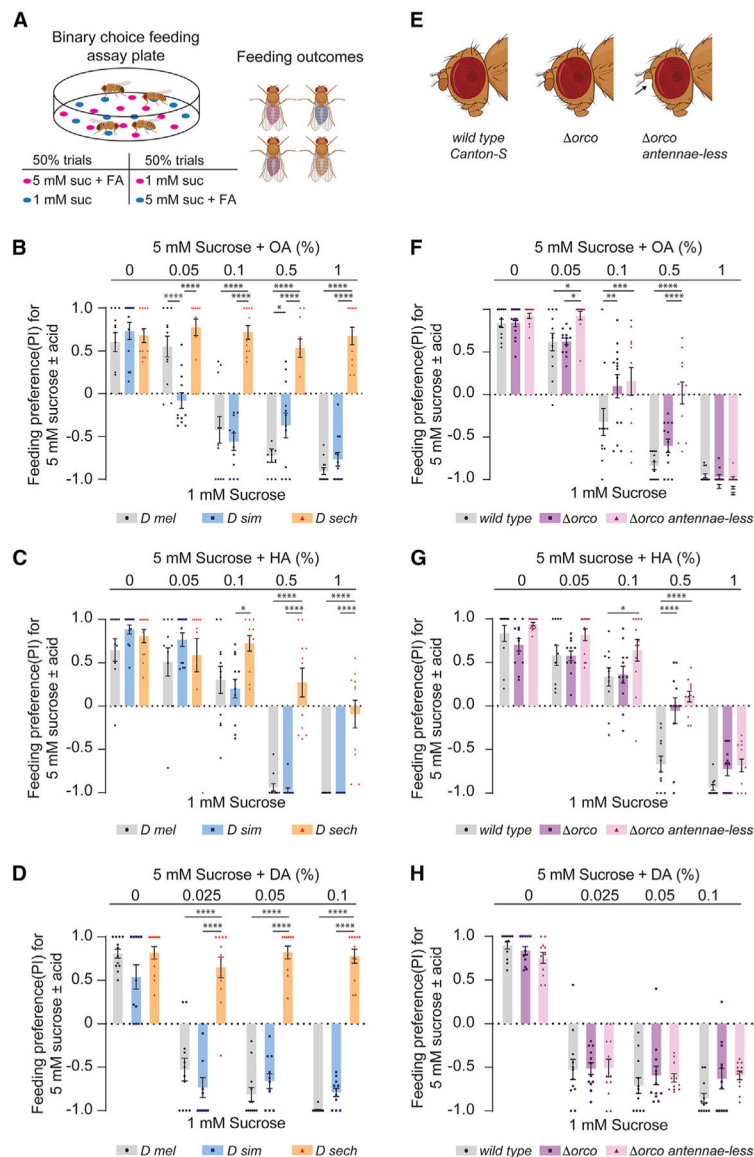 A
Binary choice feeding
assay plate
Feeding outcomes
50% trials
50% trials
5 mM suc + FA
1 mM suc
1 mM suc
5 mM suc + FA
E
wild type
Canton-S
Δorco
Δorco
antennae-less
B
5 mM Sucrose + OA (%)
0 0.05 0.1 0.5 1
**** **** **** ****
**** **** **** ****
*
Feeding preference(PI) for
5 mM sucrose ± acid
1.0
0.5
0
-0.5
-1.0
1 mM Sucrose
D mel D sim D sech
F
5 mM Sucrose + OA (%)
0 0.05 0.1 0.5 1
* *** ****
* ** ****
Feeding preference(PI) for
5 mM sucrose ± acid
1.0
0.5
0
-0.5
-1.0
1 mM Sucrose
wild type Δorco Δorco antennae-less
C
5 mM Sucrose + HA (%)
0 0.05 0.1 0.5 1
**** ****
* **** ****
Feeding preference(PI) for
5 mM sucrose ± acid
1.0
0.5
0
-0.5
-1.0
1 mM Sucrose
D mel D sim D sech
G
5 mM sucrose + HA (%)
0 0.05 0.1 0.5 1
* ****
****
Feeding preference(PI) for
5 mM sucrose ± acid
1.0
0.5
0
-0.5
-1.0
1 mM Sucrose
wild type Δorco Δorco antennae-less
D
5 mM Sucrose + DA (%)
0 0.025 0.05 0.1
**** **** ****
**** **** ****
Feeding preference(PI) for
5 mM sucrose ± acid
1.0
0.5
0
-0.5
-1.0
1 mM Sucrose
D mel D sim D sech
H
5 mM Sucrose + DA (%)
0 0.025 0.05 0.1
Feeding preference(PI) for
5 mM sucrose ± acid
1.0
0.5
0
-0.5
-1.0
1 mM Sucrose
wild type Δorco Δorco antennae-less